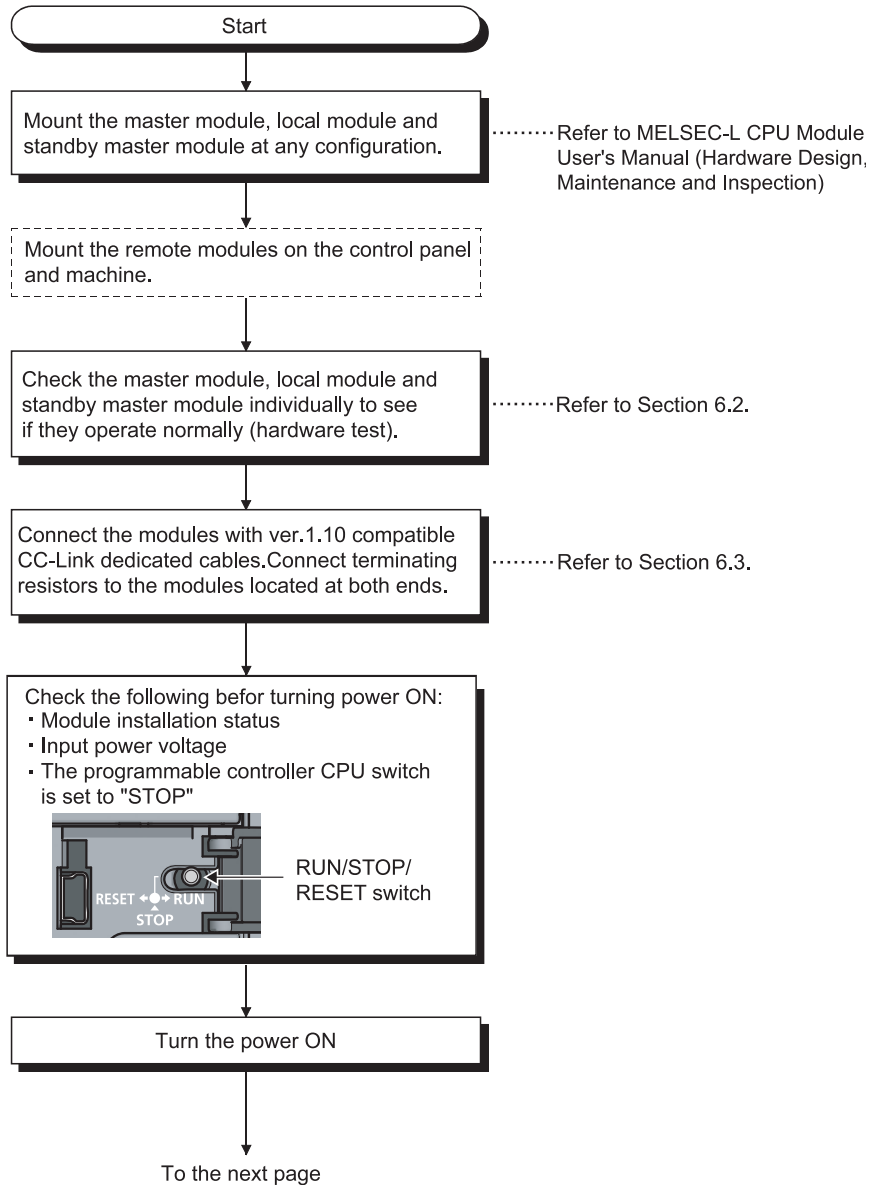 Start
Mount the master module, local module and
standby master module at any configuration.
Refer to MELSEC-L CPU Module
User's Manual (Hardware Design,
Maintenance and Inspection)
Mount the remote modules on the control panel
and machine.
Check the master module, local module and
standby master module individually to see
if they operate normally (hardware test).
Refer to Section 6.2.
Connect the modules with ver.1.10 compatible
CC-Link dedicated cables.Connect terminating
resistors to the modules located at both ends.
Refer to Section 6.3.
Check the following befor turning power ON:
· Module installation status
· Input power voltage
· The programmable controller CPU switch
is set to "STOP"
RESET RUN
STOP
RUN/STOP/
RESET switch
Turn the power ON
To the next page